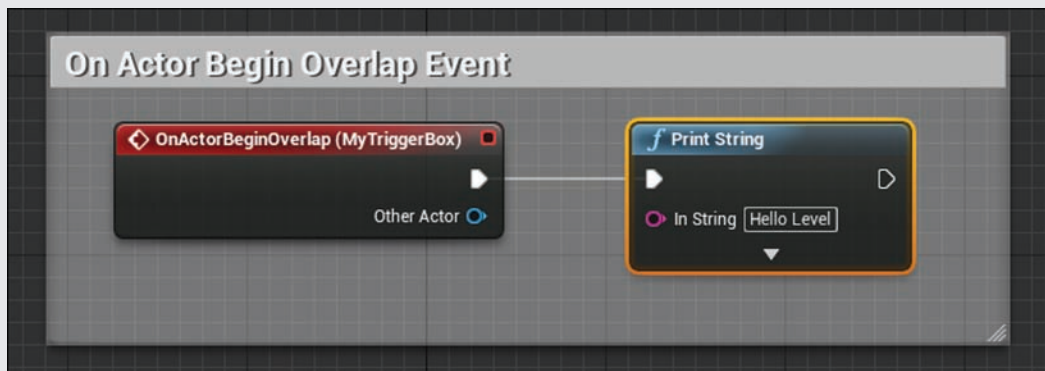 On Actor Begin Overlap Event
OnActorBeginOverlap (MyTriggerBox)
Other Actor
f Print String
In String Hello Level